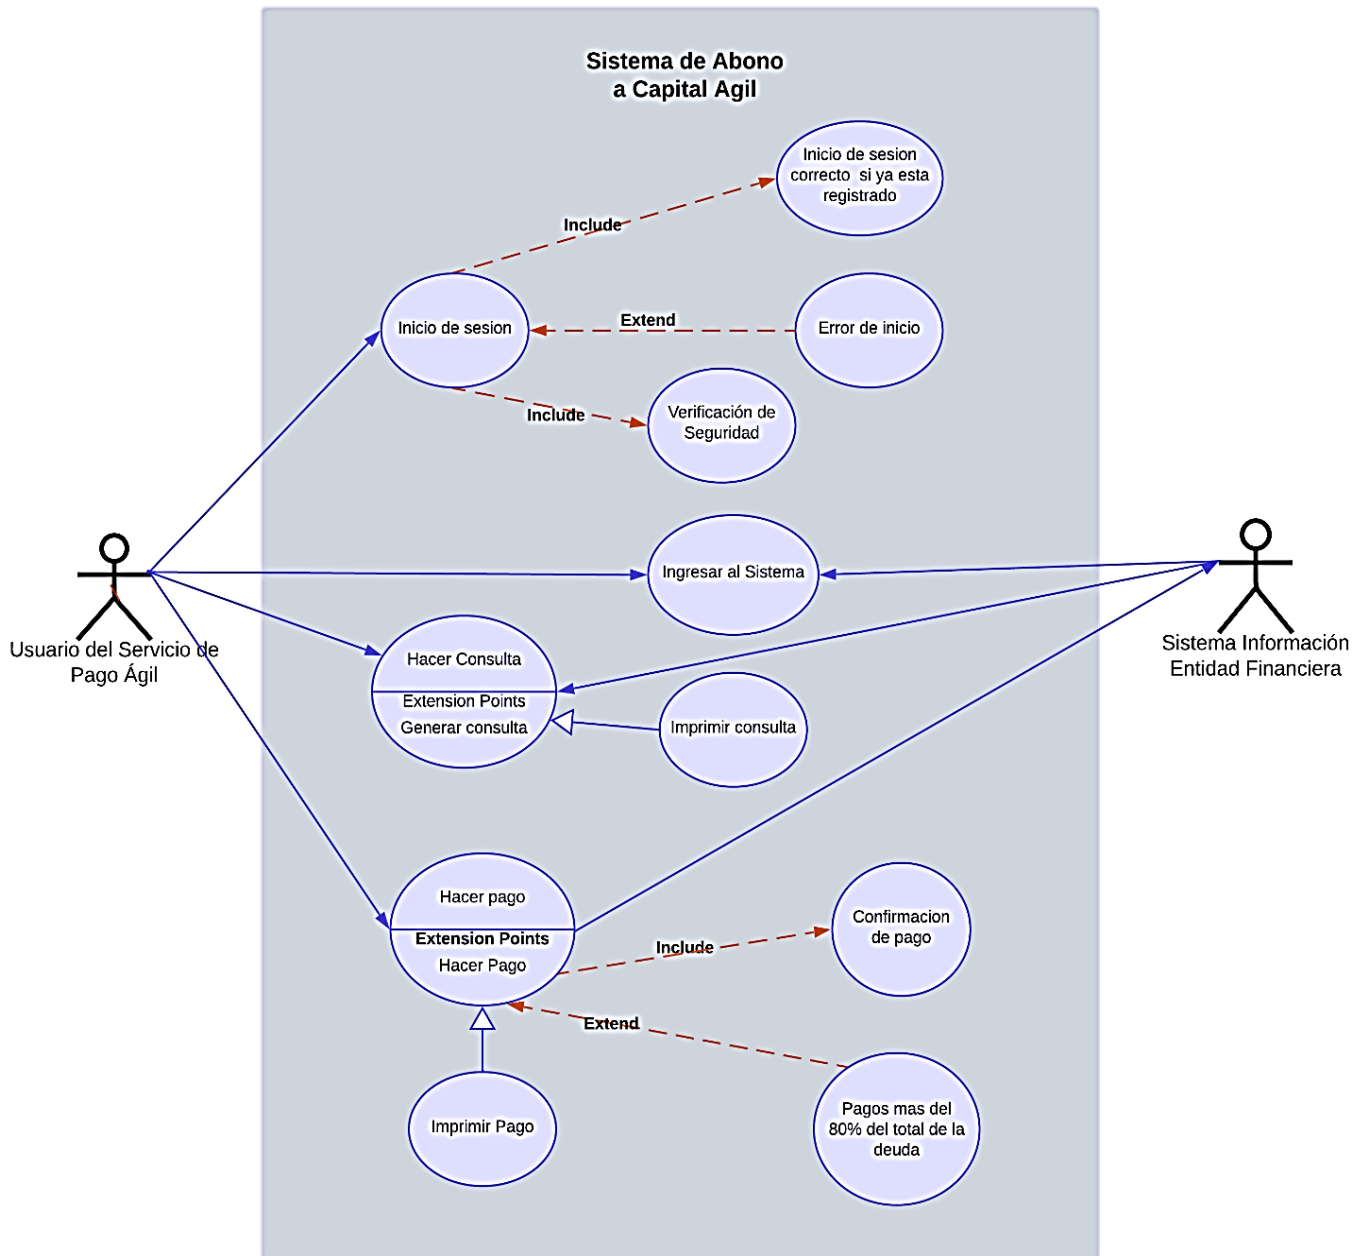 Sistema de Abono
a Capital Agil
Inicio de sesion
correcto si ya esta
registrado
Include
Inicio de sesion
Extend
Error de inicio
Include
Verificación de
Seguridad
Ingresar al Sistema
Usuario del Servicio de
Pago Ágil
Sistema Información
Entidad Financiera
Hacer Consulta
Extension Points
Generar consulta
Imprimir consulta
Hacer pago
Extension Points
Hacer Pago
Include
Confirmacion
de pago
Extend
Imprimir Pago
Pagos mas del
80% del total de la
deuda